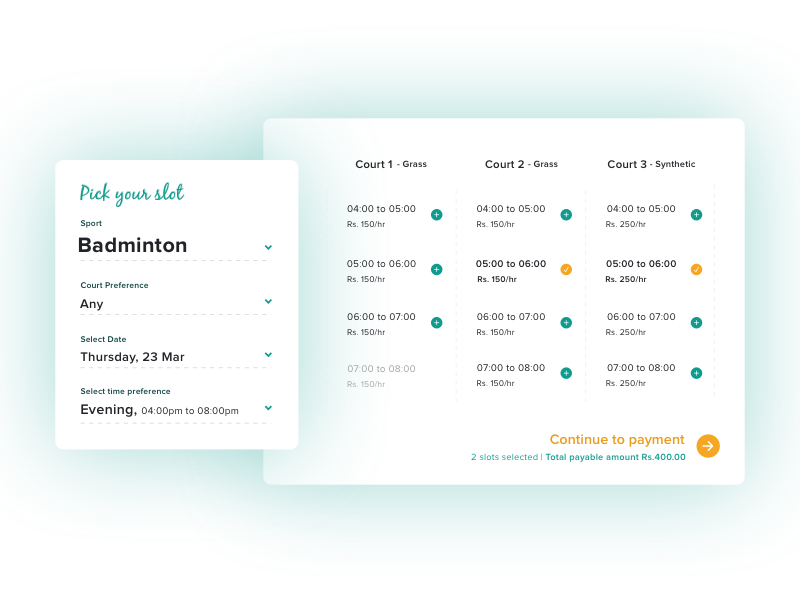 Pick your slot
Sport
Badminton
Court Preference
Any
Select Date
Thursday, 23 Mar
Select time preference
Evening, 04:00pm to 08:00pm
Court 1 - Grass
04:00 to 05:00
Rs. 150/hr
05:00 to 06:00
Rs. 150/hr
06:00 to 07:00
Rs. 150/hr
07:00 to 08:00
Rs. 150/hr
Court 2 - Grass
04:00 to 05:00
Rs. 150/hr
05:00 to 06:00
Rs. 150/hr
06:00 to 07:00
Rs. 150/hr
07:00 to 08:00
Rs. 150/hr
Court 3 - Synthetic
04:00 to 05:00
Rs. 250/hr
05:00 to 06:00
Rs. 250/hr
06:00 to 07:00
Rs. 250/hr
07:00 to 08:00
Rs. 250/hr
Continue to payment
2 slots selected | Total payable amount Rs.400.00